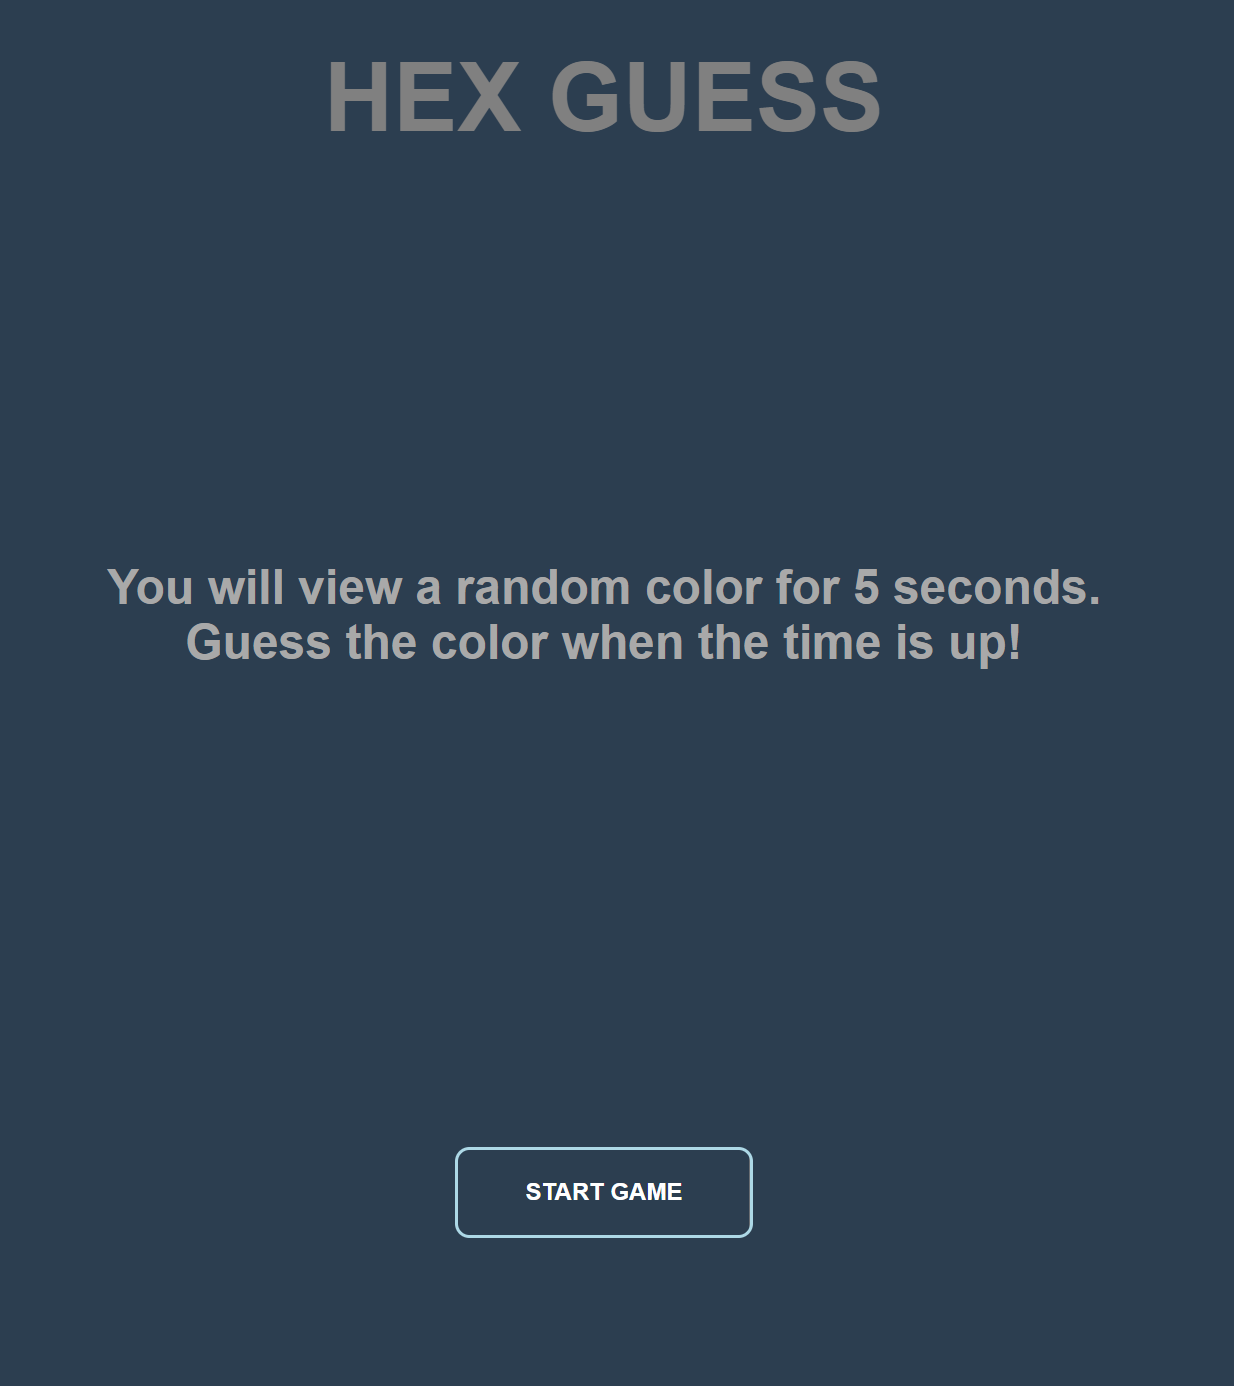 HEX GUESS
You will view a random color for 5 seconds.
Guess the color when the time is up!
START GAME